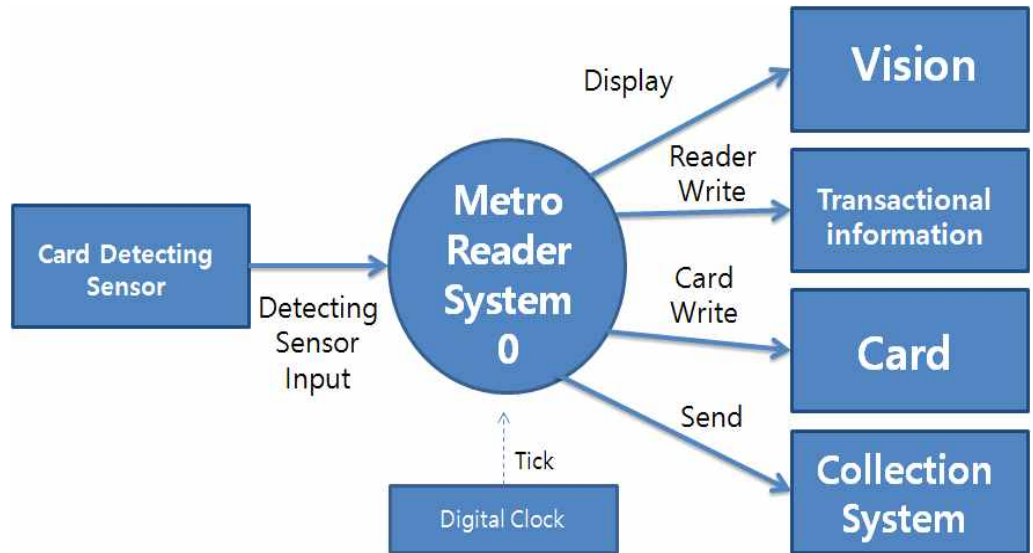 Card Detecting
Sensor
Detecting
Sensor
Input
Metro
Reader
System
0
Tick
Digital Clock
Display
Reader
Write
Card
Write
Send
Vision
Transactional
information
Card
Collection
System